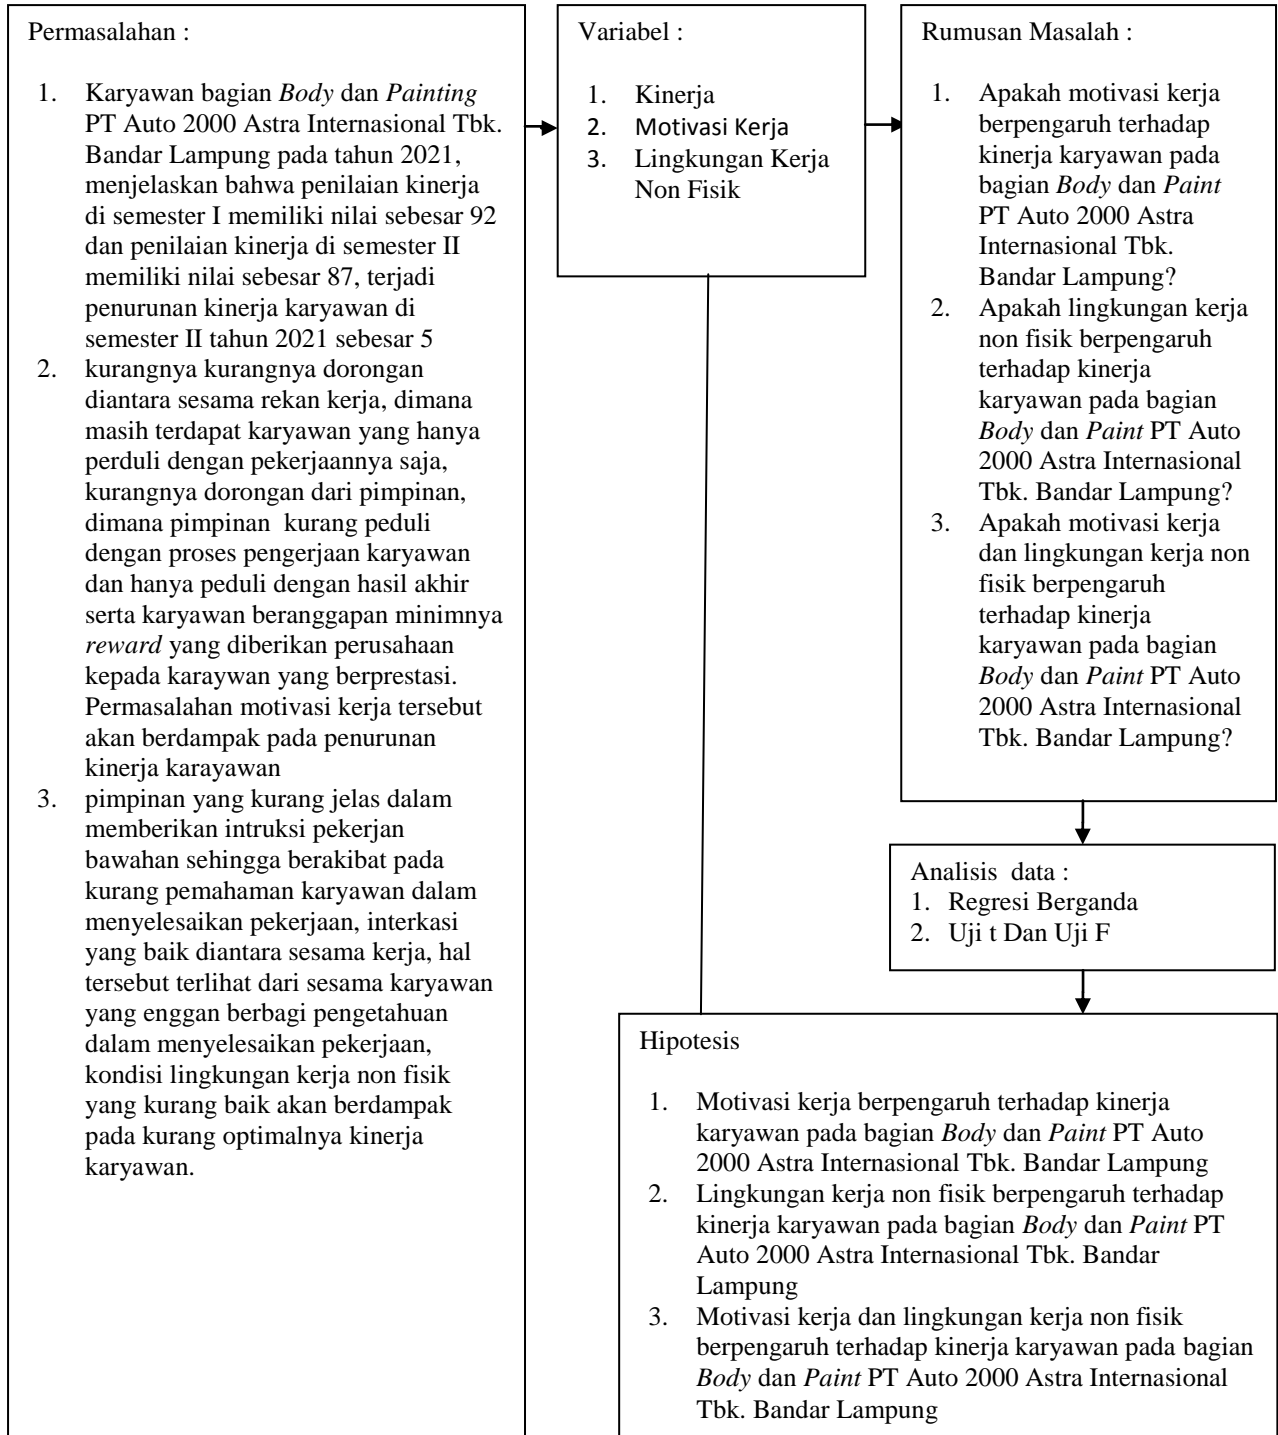 Permasalahan :
1. Karyawan bagian Body dan Painting
PT Auto 2000 Astra Internasional Tbk.
Bandar Lampung pada tahun 2021,
menjelaskan bahwa penilaian kinerja
di semester I memiliki nilai sebesar 92
dan penilaian kinerja di semester II
memiliki nilai sebesar 87, terjadi
penurunan kinerja karyawan di
semester II tahun 2021 sebesar 5
2. kurangnya kurangnya dorongan
diantara sesama rekan kerja, dimana
masih terdapat karyawan yang hanya
perduli dengan pekerjaannya saja,
kurangnya dorongan dari pimpinan,
dimana pimpinan kurang peduli
dengan proses pengerjaan karyawan
dan hanya peduli dengan hasil akhir
serta karyawan beranggapan minimnya
reward yang diberikan perusahaan
kepada karaywan yang berprestasi.
Permasalahan motivasi kerja tersebut
akan berdampak pada penurunan
kinerja karayawan
3. pimpinan yang kurang jelas dalam
memberikan intruksi pekerjan
bawahan sehingga berakibat pada
kurang pemahaman karyawan dalam
menyelesaikan pekerjaan, interkasi
yang baik diantara sesama kerja, hal
tersebut terlihat dari sesama karyawan
yang enggan berbagi pengetahuan
dalam menyelesaikan pekerjaan,
kondisi lingkungan kerja non fisik
yang kurang baik akan berdampak
pada kurang optimalnya kinerja
karyawan.
Variabel :
1. Kinerja
2. Motivasi Kerja
3. Lingkungan Kerja
Non Fisik
Rumusan Masalah :
1. Apakah motivasi kerja
berpengaruh terhadap
kinerja karyawan pada
bagian Body dan Paint
PT Auto 2000 Astra
Internasional Tbk.
Bandar Lampung?
2. Apakah lingkungan kerja
non fisik berpengaruh
terhadap kinerja
karyawan pada bagian
Body dan Paint PT Auto
2000 Astra Internasional
Tbk. Bandar Lampung?
3. Apakah motivasi kerja
dan lingkungan kerja non
fisik berpengaruh
terhadap kinerja
karyawan pada bagian
Body dan Paint PT Auto
2000 Astra Internasional
Tbk. Bandar Lampung?
Analisis data :
1. Regresi Berganda
2. Uji t Dan Uji F
Hipotesis
1. Motivasi kerja berpengaruh terhadap kinerja
karyawan pada bagian Body dan Paint PT Auto
2000 Astra Internasional Tbk. Bandar Lampung
2. Lingkungan kerja non fisik berpengaruh terhadap
kinerja karyawan pada bagian Body dan Paint PT
Auto 2000 Astra Internasional Tbk. Bandar
Lampung
3. Motivasi kerja dan lingkungan kerja non fisik
berpengaruh terhadap kinerja karyawan pada bagian
Body dan Paint PT Auto 2000 Astra Internasional
Tbk. Bandar Lampung